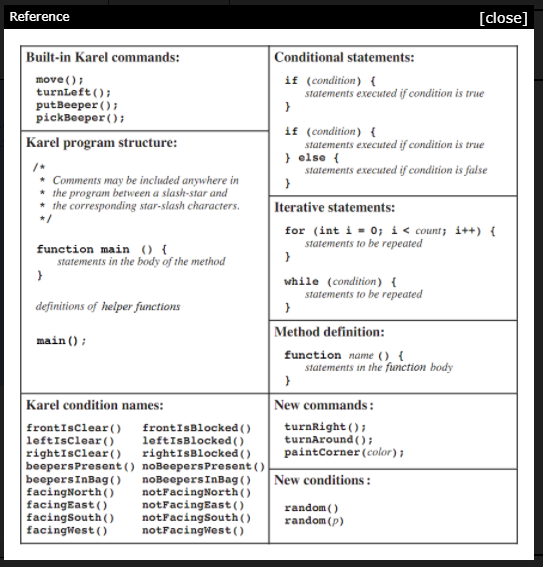 Reference
[close]
Built-in Karel commands:
move();
turnLeft();
putBeeper();
pickBeeper();
Karel program structure:
/*
* Comments may be included anywhere in
* the program between a slash-star and
* the corresponding star-slash characters.
*/
function main () {
statements in the body of the method
}
definitions of helper functions
main();
Karel condition names:
frontIsClear() frontIsBlocked()
leftIsClear() leftIsBlocked()
rightIsClear() rightIsBlocked()
beepersPresent() noBeepersPresent()
beepersInBag() noBeepersInBag()
facingNorth() notFacingNorth()
facingEast() notFacingEast()
facingSouth() notFacingSouth()
facingWest() notFacingWest()
Conditional statements:
if (condition) {
statements executed if condition is true
}
if (condition) {
statements executed if condition is true
} else {
statements executed if condition is false
}
Iterative statements:
for (int i = 0; i < count; i++) {
statements to be repeated
}
while (condition) {
statements to be repeated
}
Method definition:
function name () {
statements in the function body
}
New commands:
turnRight();
turnAround();
paintCorner(color);
New conditions:
random()
random(p)